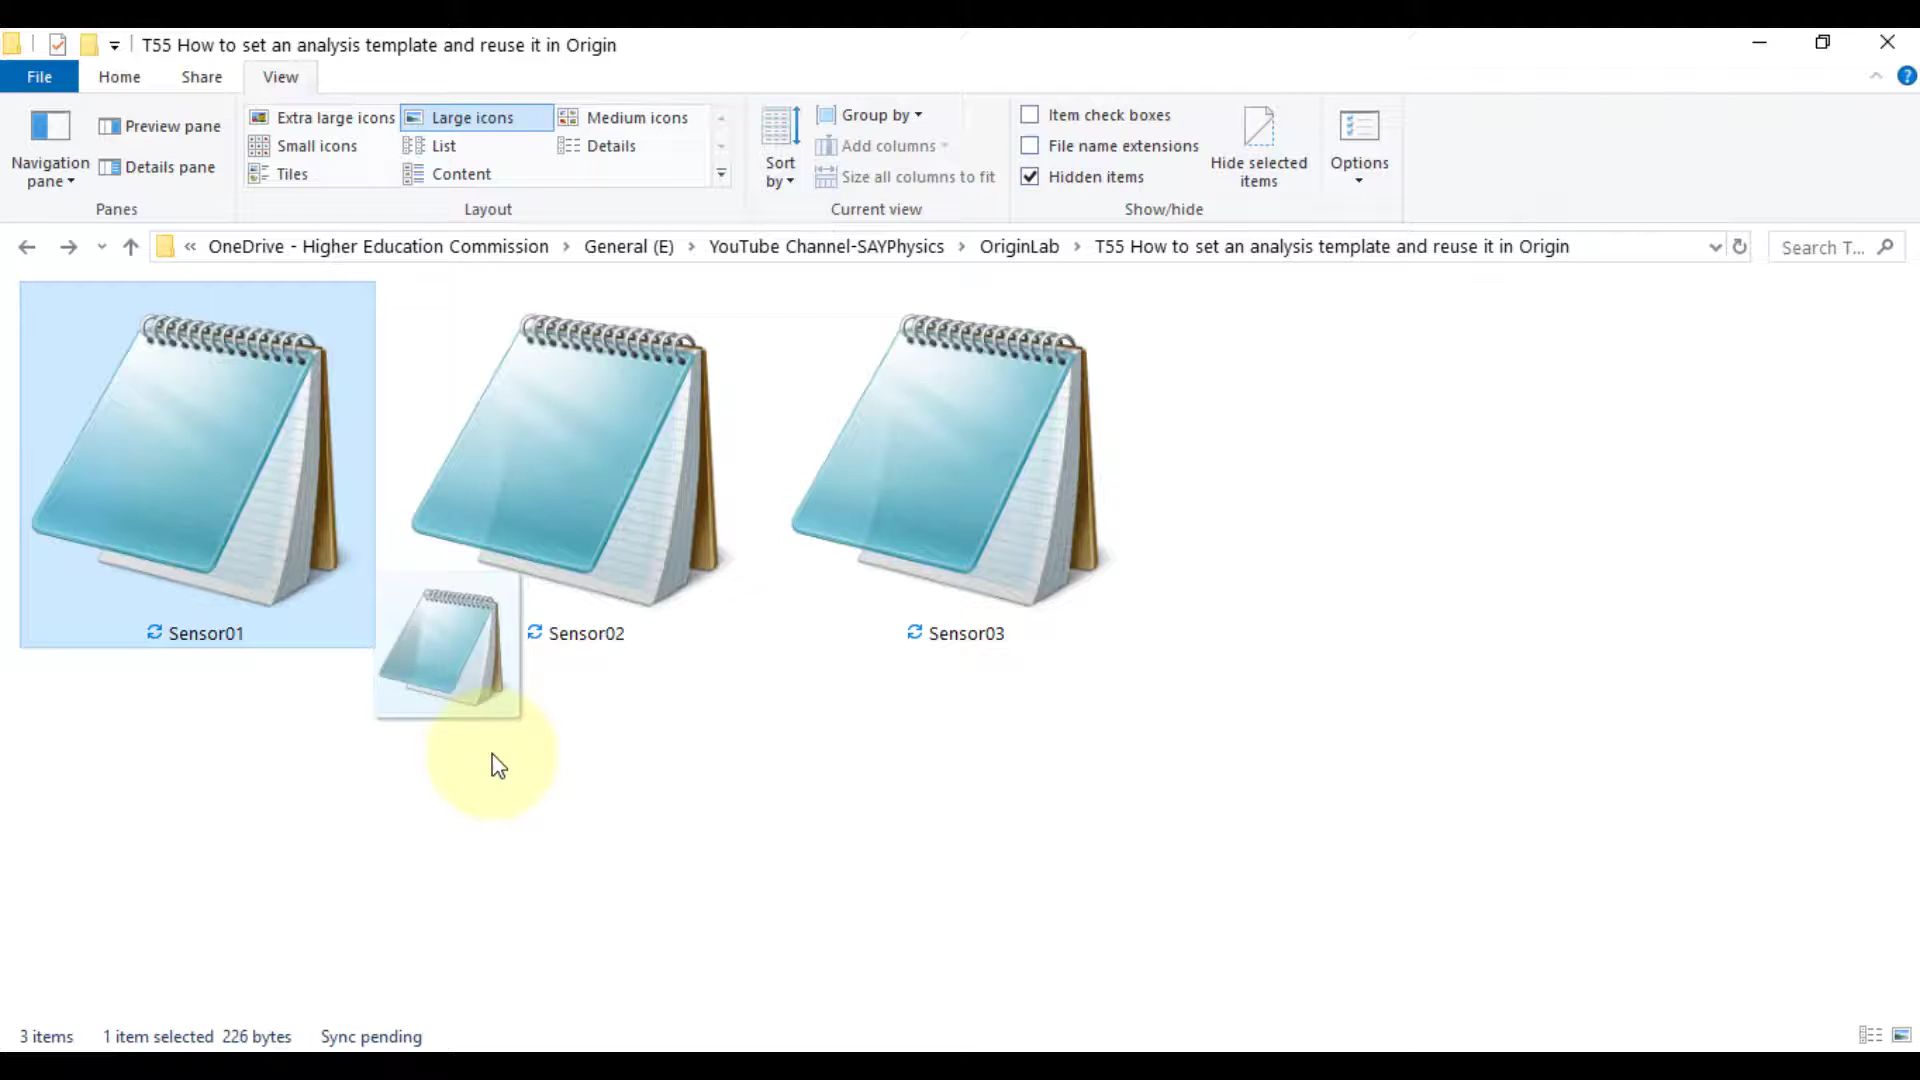 T55 How to set an analysis template and reuse it in Origin
File Home Share View
Navigation pane
Preview pane
Details pane
Panes
Extra large icons Large icons Medium icons
Small icons List Details
Tiles Content
Layout
Sort by
Group by
Add columns
Size all columns to fit
Current view
Item check boxes
File name extensions
Hidden items
Hide selected items
Show/hide
Options
« OneDrive - Higher Education Commission › General (E) › YouTube Channel-SAYPhysics › OriginLab › T55 How to set an analysis template and reuse it in Origin
Search T...
Sensor01 Sensor02 Sensor03
3 items 1 item selected 226 bytes Sync pending